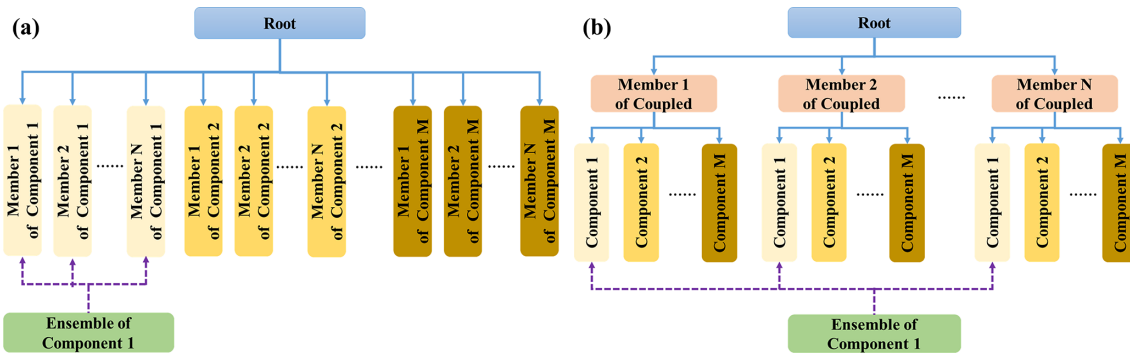 (a)
Root
Member 1
of Component 1
Member 2
of Component 1
......
Member N
of Component 1
Member 1
of Component 2
Member 2
of Component 2
......
Member N
of Component 2
......
Member 1
of Component M
Member 2
of Component M
......
Member N
of Component M
Ensemble of
Component 1
(b)
Root
Member 1
of Coupled
Member 2
of Coupled
......
Member N
of Coupled
Component 1
Component 2
......
Component M
Component 1
Component 2
......
Component M
Component 1
Component 2
......
Component M
Ensemble of
Component 1